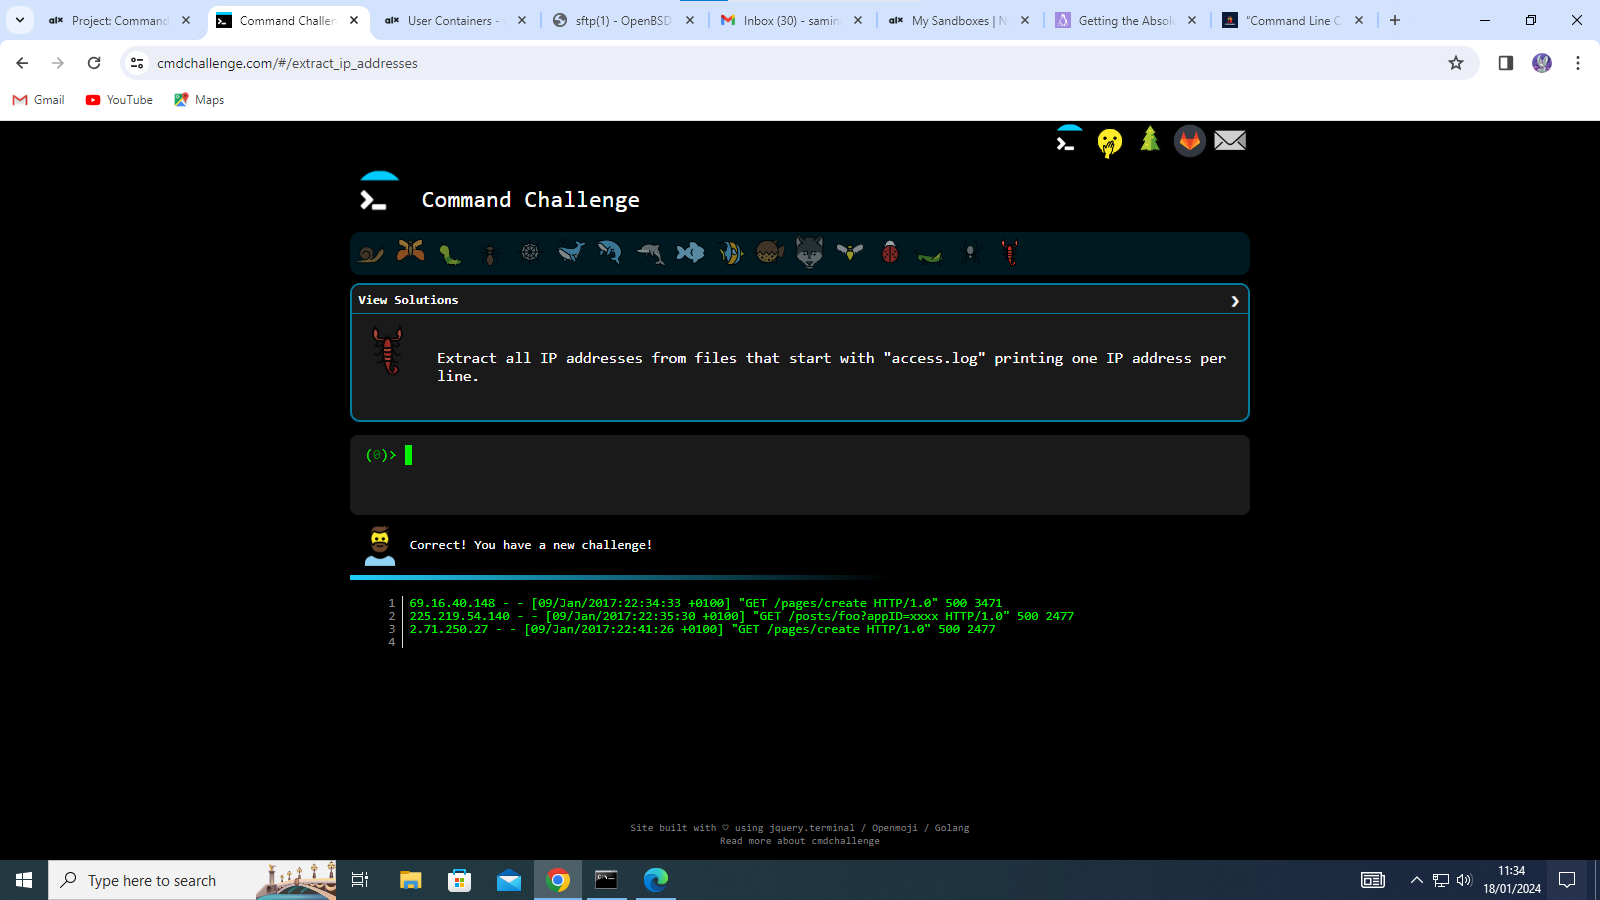 Project: Command
Command Challen
User Containers -
sftp(1) - OpenBSD
Inbox (30) - samin
My Sandboxes | N
Getting the Absol
"Command Line C
cmdchallenge.com/#/extract_ip_addresses
Gmail
YouTube
Maps
Command Challenge
View Solutions
Extract all IP addresses from files that start with "access.log" printing one IP address per
line.
(0)>
Correct! You have a new challenge!
1 69.16.40.148 - - [09/Jan/2017:22:34:33 +0100] "GET /pages/create HTTP/1.0" 500 3471
2 225.219.54.140 - - [09/Jan/2017:22:35:30 +0100] "GET /posts/foo?appID=xxxx HTTP/1.0" 500 2477
3 2.71.250.27 - - [09/Jan/2017:22:41:26 +0100] "GET /pages/create HTTP/1.0" 500 2477
4
Site built with ♡ using jquery.terminal / Openmoji / Golang
Read more about cmdchallenge
Type here to search
11:34
18/01/2024